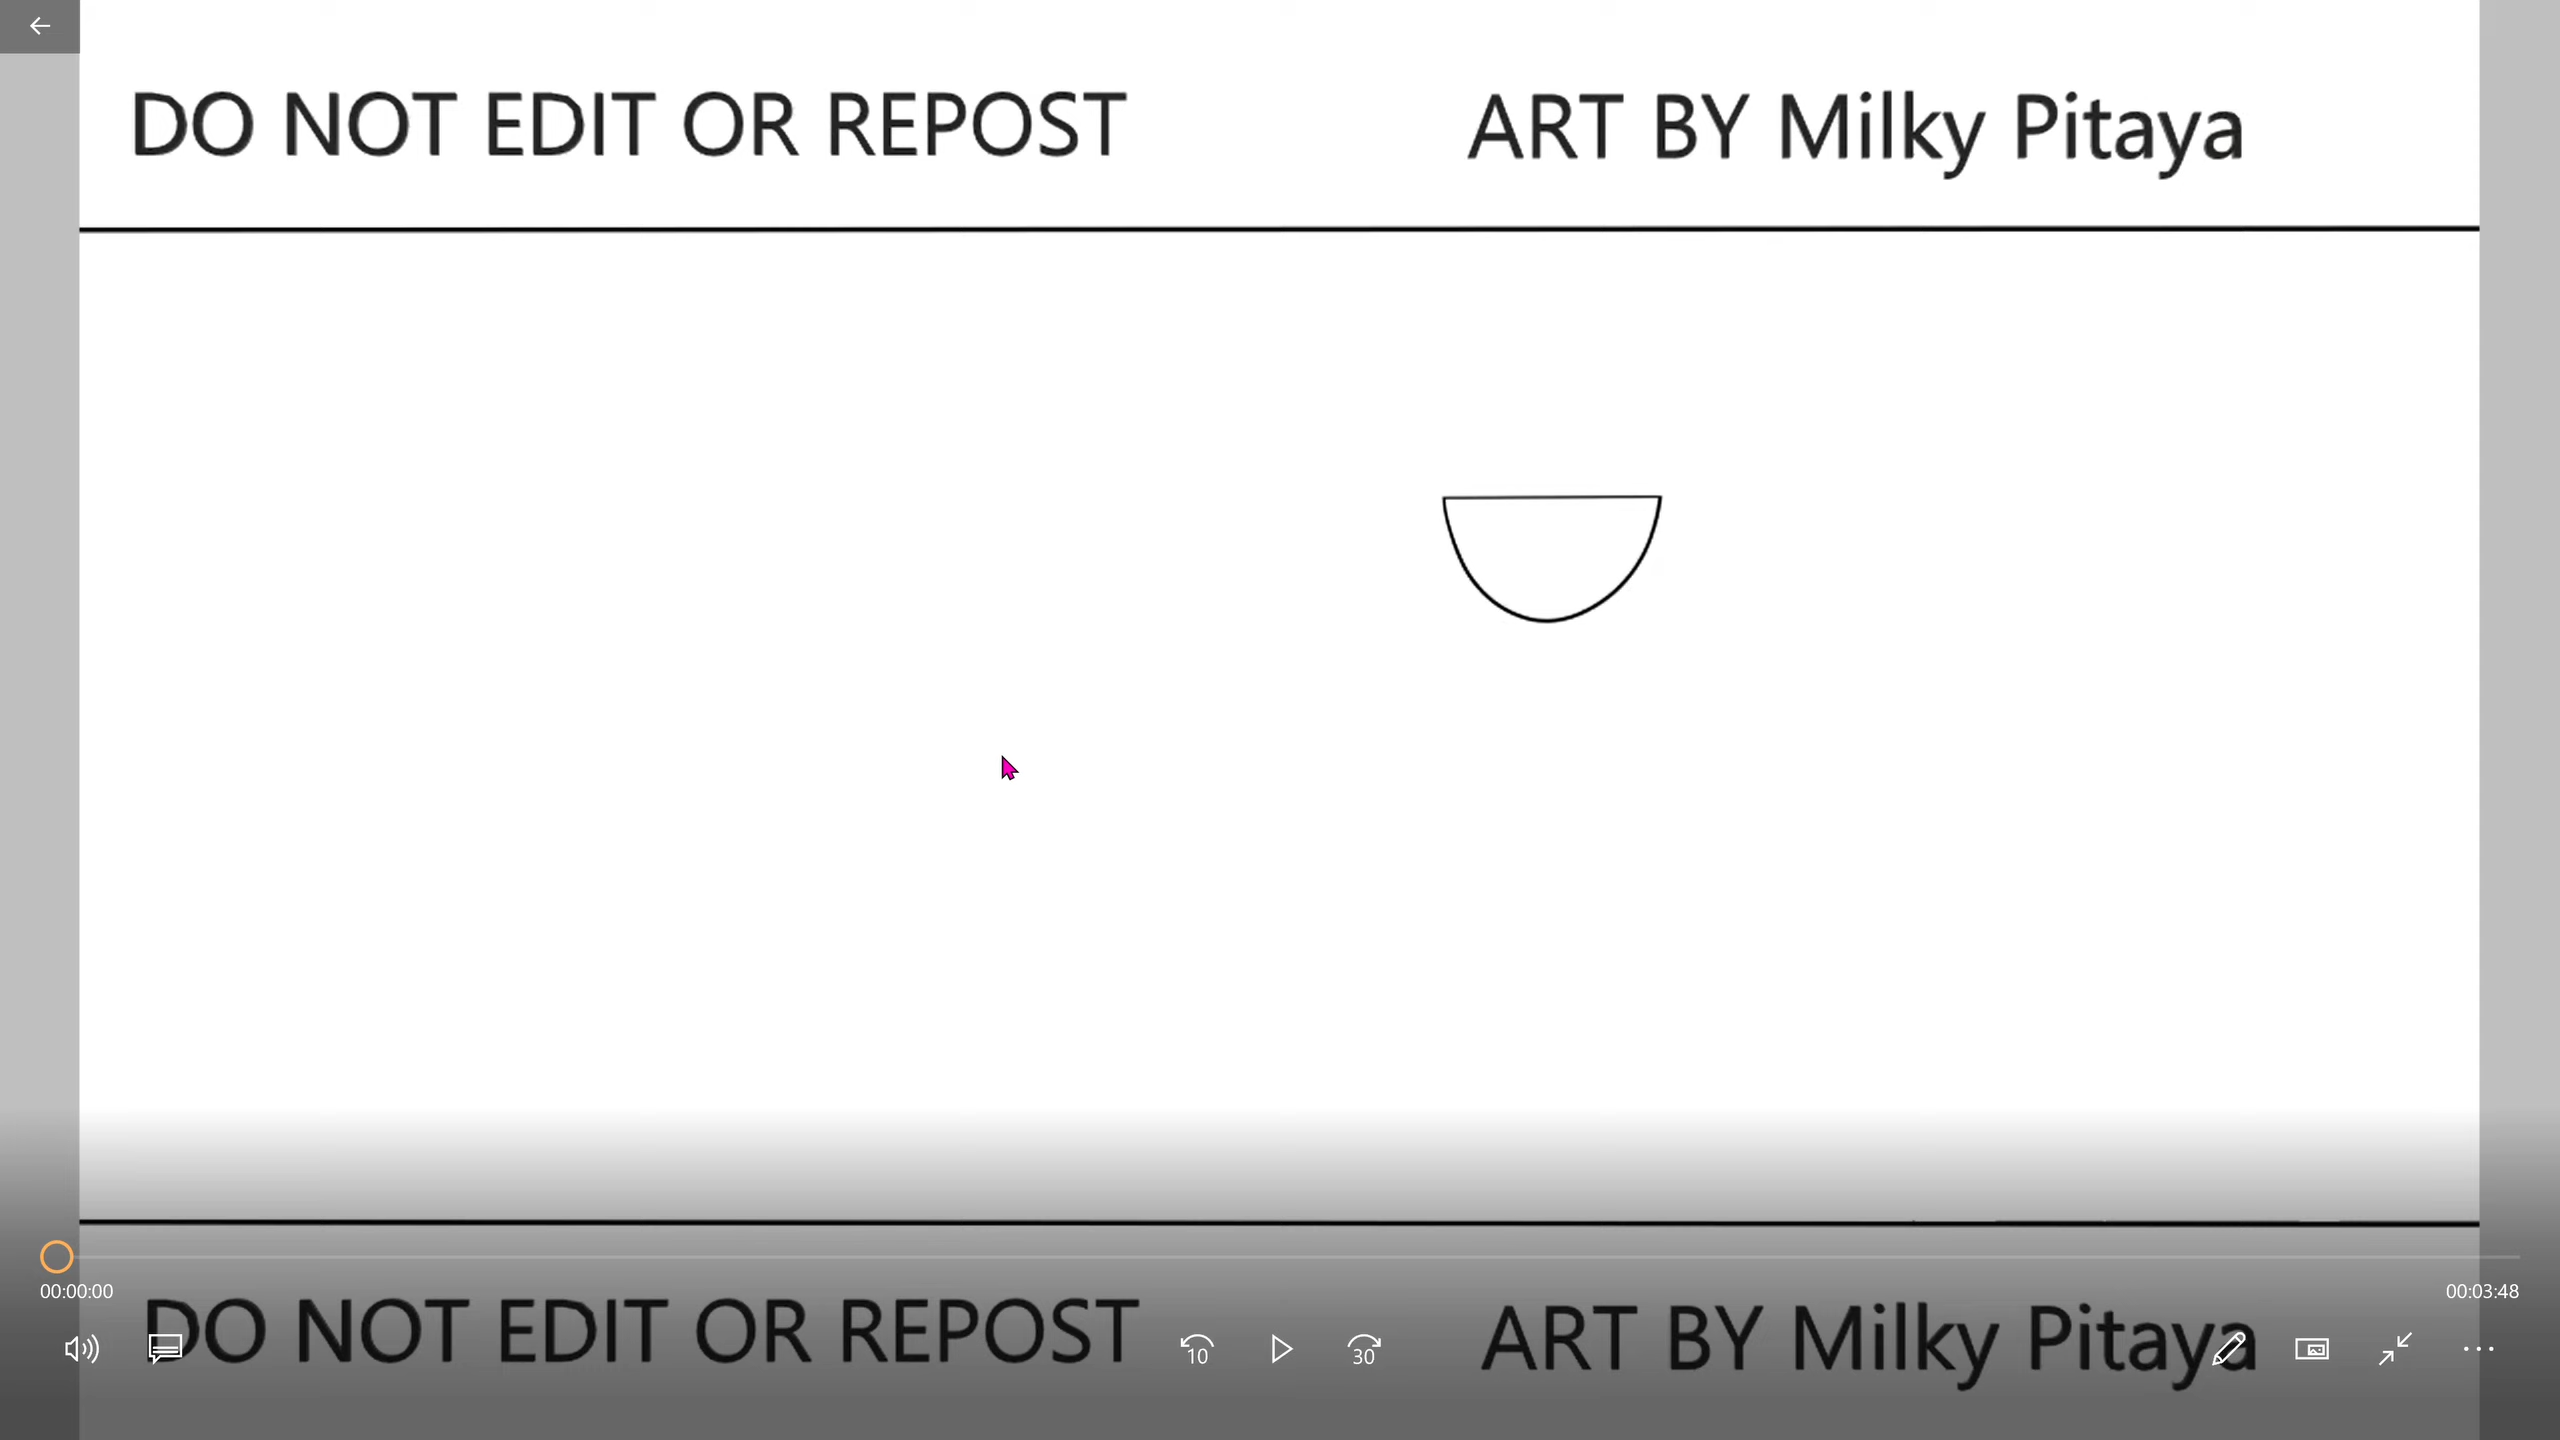 DO NOT EDIT OR REPOST ART BY Milky Pitaya
00:00:00 00:03:48
DO NOT EDIT OR REPOST ART BY Milky Pitaya
10 30